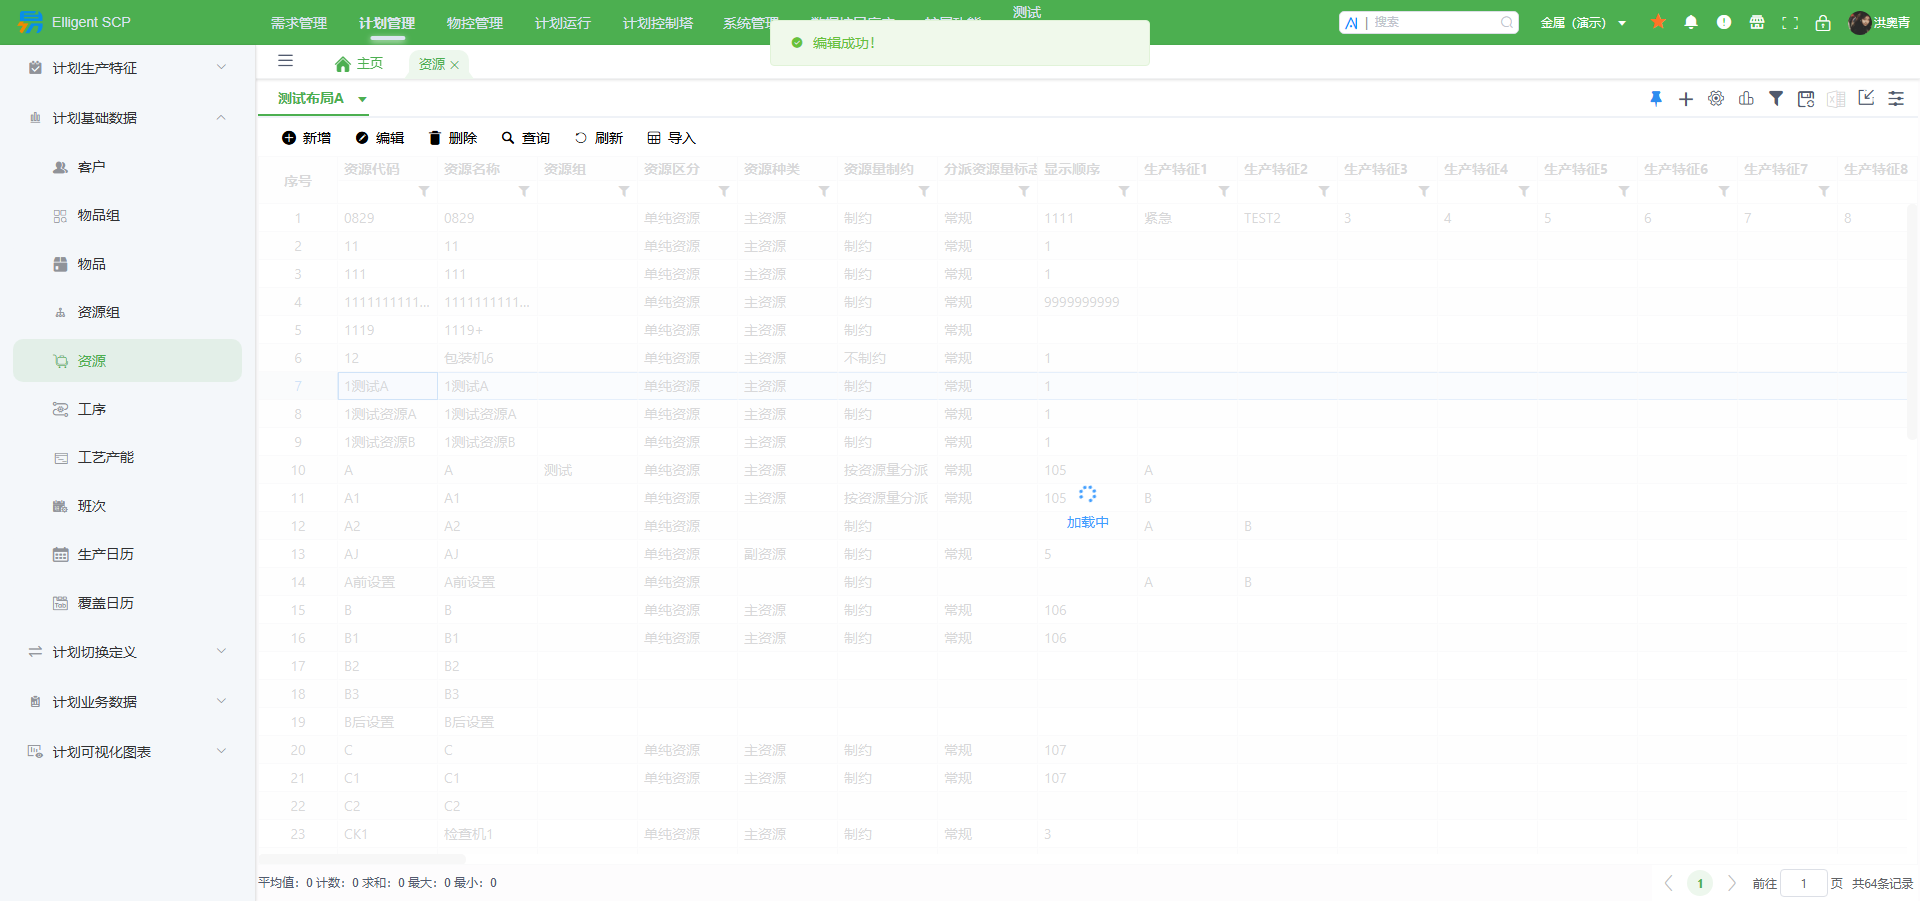 Elligent SCP
需求管理 计划管理 物控管理 计划运行 计划控制塔 系统管理 测试
AI | 搜索
金属（演示）
洪奥青
编辑成功！
主页 资源
测试布局A
新增 编辑 删除 查询 刷新 导入
计划生产特征
计划基础数据
客户
物品组
物品
资源组
资源
工序
工艺产能
班次
生产日历
覆盖日历
计划切换定义
计划业务数据
计划可视化图表
序号 资源代码 资源名称 资源组 资源区分 资源种类 资源量制约 分派资源量标志 显示顺序 生产特征1 生产特征2 生产特征3 生产特征4 生产特征5 生产特征6 生产特征7 生产特征8
1 0829 0829 单纯资源 主资源 制约 常规 1111 紧急 TEST2 3 4 5 6 7 8
2 11 11 单纯资源 主资源 制约 常规 1
3 111 111 单纯资源 主资源 制约 常规 1
4 1111111111... 1111111111... 单纯资源 主资源 制约 常规 9999999999
5 1119 1119+ 单纯资源 主资源 制约 常规
6 12 包装机6 单纯资源 主资源 不制约 常规 1
7 1测试A 1测试A 单纯资源 主资源 制约 常规 1
8 1测试资源A 1测试资源A 单纯资源 主资源 制约 常规 1
9 1测试资源B 1测试资源B 单纯资源 主资源 制约 常规 1
10 A A 测试 单纯资源 主资源 按资源量分派 常规 105 A
11 A1 A1 单纯资源 主资源 按资源量分派 常规 105 B
12 A2 A2 单纯资源 制约 A B
13 AJ AJ 单纯资源 副资源 制约 常规 5
14 A前设置 A前设置 单纯资源 制约 A B
15 B B 单纯资源 主资源 制约 常规 106
16 B1 B1 单纯资源 主资源 制约 常规 106
17 B2 B2
18 B3 B3
19 B后设置 B后设置
20 C C 单纯资源 主资源 制约 常规 107
21 C1 C1 单纯资源 主资源 制约 常规 107
22 C2 C2
23 CK1 检查机1 单纯资源 主资源 制约 常规 3
加载中
平均值：0 计数：0 求和：0 最大：0 最小：0
1 前往 1 页 共64条记录